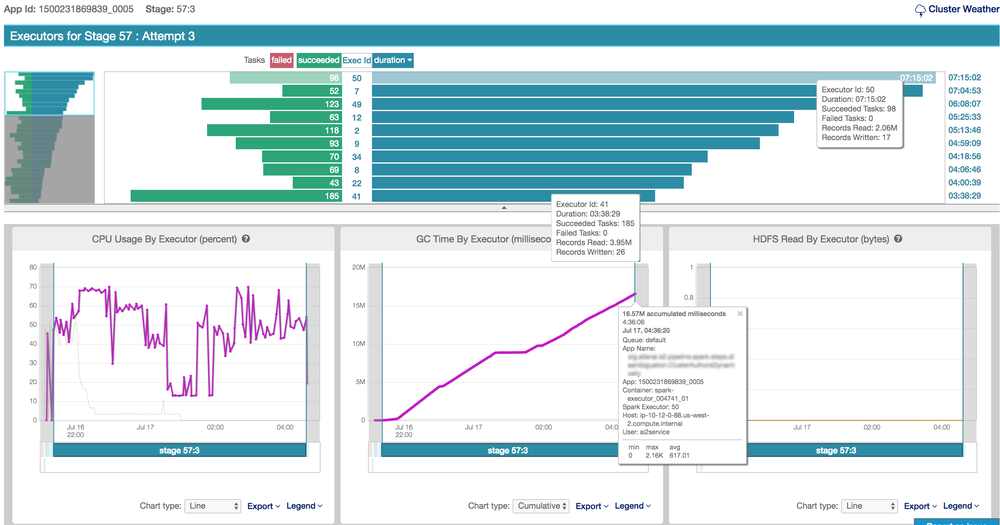 App Id: 1500231869839_0005 Stage: 57:3
Cluster Weather
Executors for Stage 57 : Attempt 3
Tasks failed succeeded Exec Id duration
98 50 07:15:02 07:15:02
52 7 07:04:53
123 49 06:08:07
63 12 05:25:33
118 2 05:13:46
93 9 04:59:09
70 34 04:18:56
69 8 04:06:46
43 22 04:00:39
185 41 03:38:29
Executor Id: 50
Duration: 07:15:02
Succeeded Tasks: 98
Failed Tasks: 0
Records Read: 2.06M
Records Written: 17
Executor Id: 41
Duration: 03:38:29
Succeeded Tasks: 185
Failed Tasks: 0
Records Read: 3.95M
Records Written: 26
CPU Usage By Executor (percent) ?
80
70
60
50
40
30
20
10
0
Jul 16
22:00
Jul 17
02:00
04:00
stage 57:3
Chart type: Line Export Legend
GC Time By Executor (milliseco
20M
15M
10M
5M
0
Jul 16
22:00
Jul 17
02:00
04:0
stage 57:3
Chart type: Cumulative Export Legend
16.57M accumulated milliseconds
4:36:06
Jul 17, 04:36:20
Queue: default
App Name:
App: 1500231869839_0005
Container: spark-
executor_004741_01
Spark Executor: 50
Host: ip-10-12-0-88.us-west-
2.compute.internal
User: ai2service
min max avg
0 2.16K 617.01
HDFS Read By Executor (bytes) ?
1
0.8
Jul 17
02:00
04:00
stage 57:3
Chart type: Line Export Legend